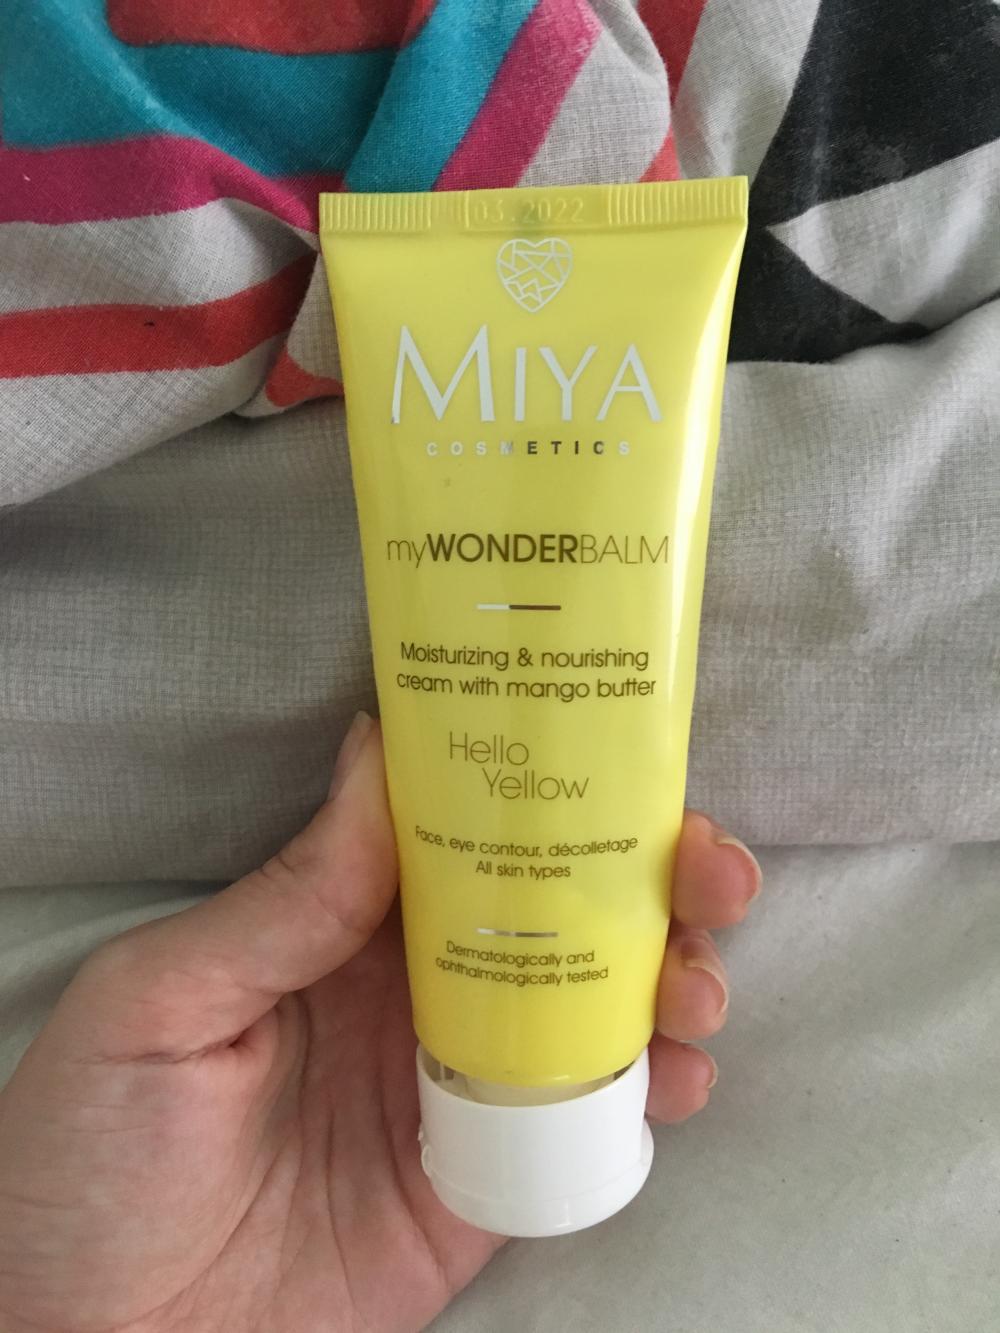 03.2022
MIYA
COSMETICS
myWONDERBALM
Moisturizing & nourishing
cream with mango butter
Hello
Yellow
Face, eye contour, décolletage
All skin types
Dermatologically and
ophthalmologically tested